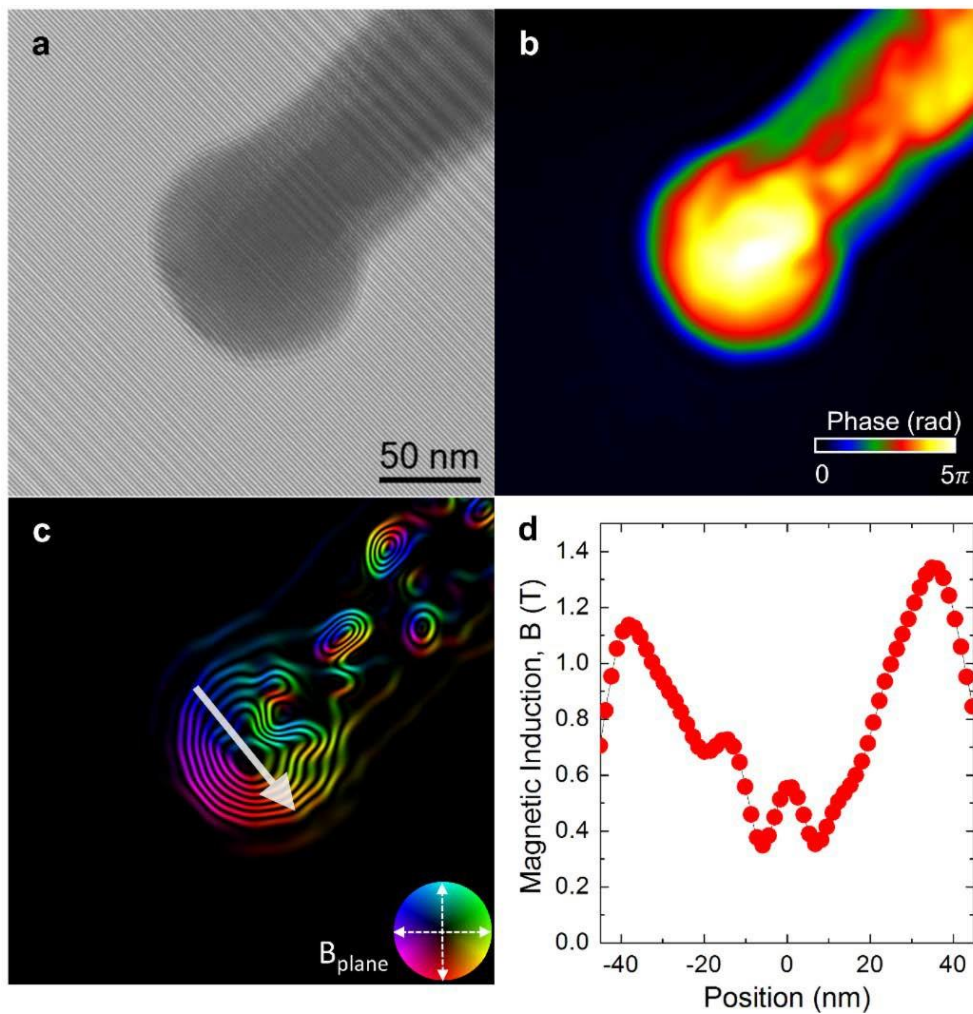 a
50 nm
b
Phase (rad)
0
5π
c
B_plane
d
Magnetic Induction, B (T)
1.4
1.2
1.0
0.8
0.6
0.4
0.2
0.0
-40
-20
0
20
40
Position (nm)